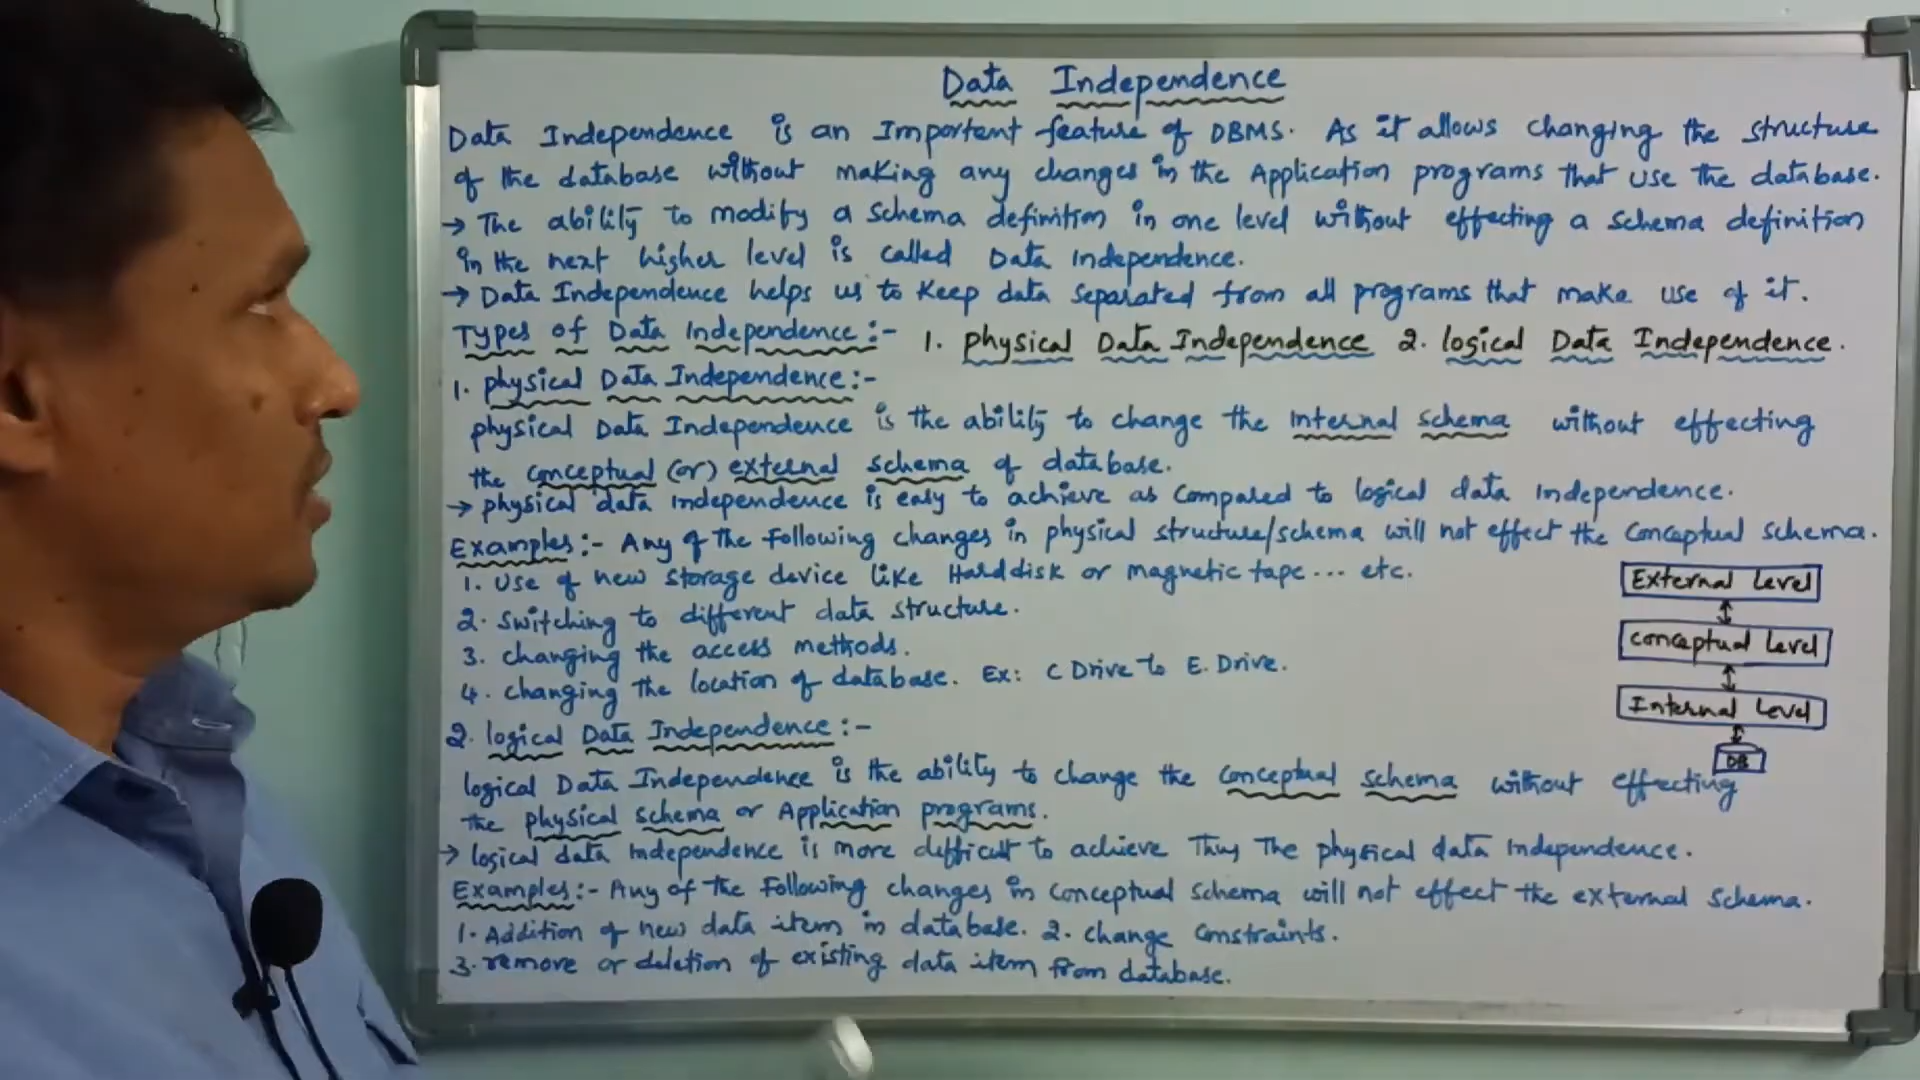 Data Independence
Data Independence is an Important feature of DBMS. As it allows changing the structure
of the database without making any changes in the Application programs that use the database.
→ The ability to modify a schema definition in one level without effecting a schema definition
in the next higher level is called Data Independence.
→ Data Independence helps us to keep data separated from all programs that make use of it.
Types of Data Independence:- 1. physical Data Independence 2. logical Data Independence.
1. physical Data Independence:-
physical Data Independence is the ability to change the Internal schema without effecting
the conceptual (or) external schema of database.
→ physical data independence is easy to achieve as compared to logical data independence.
Examples:- Any of the Following changes in physical structure/schema will not effect the conceptual schema.
1. Use of new storage device like Harddisk or magnetic tape... etc.
2. Switching to different data structure.
3. changing the access methods.
4. changing the location of database. Ex: C Drive to E. Drive.
External Level
conceptual Level
Internal Level
DB
2. logical Data Independence:-
logical Data Independence is the ability to change the conceptual schema without effecting
the physical schema or Application programs.
→ logical data independence is more difficult to achieve Thus The physical data independence.
Examples:- Any of the Following changes in conceptual schema will not effect the external schema.
1. Addition of new data item in database. 2. change constraints.
3. remove or deletion of existing data item from database.